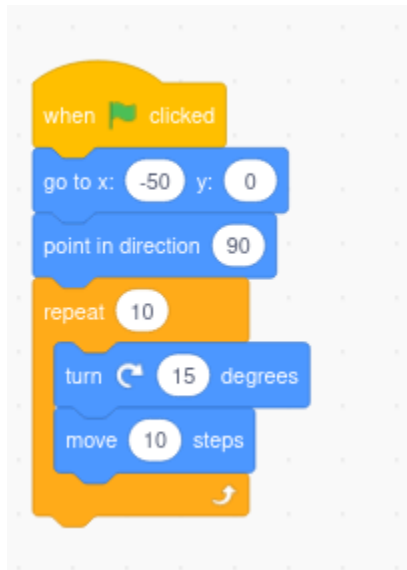 when clicked
go to x: -50 y: 0
point in direction 90
repeat 10
turn 15 degrees
move 10 steps